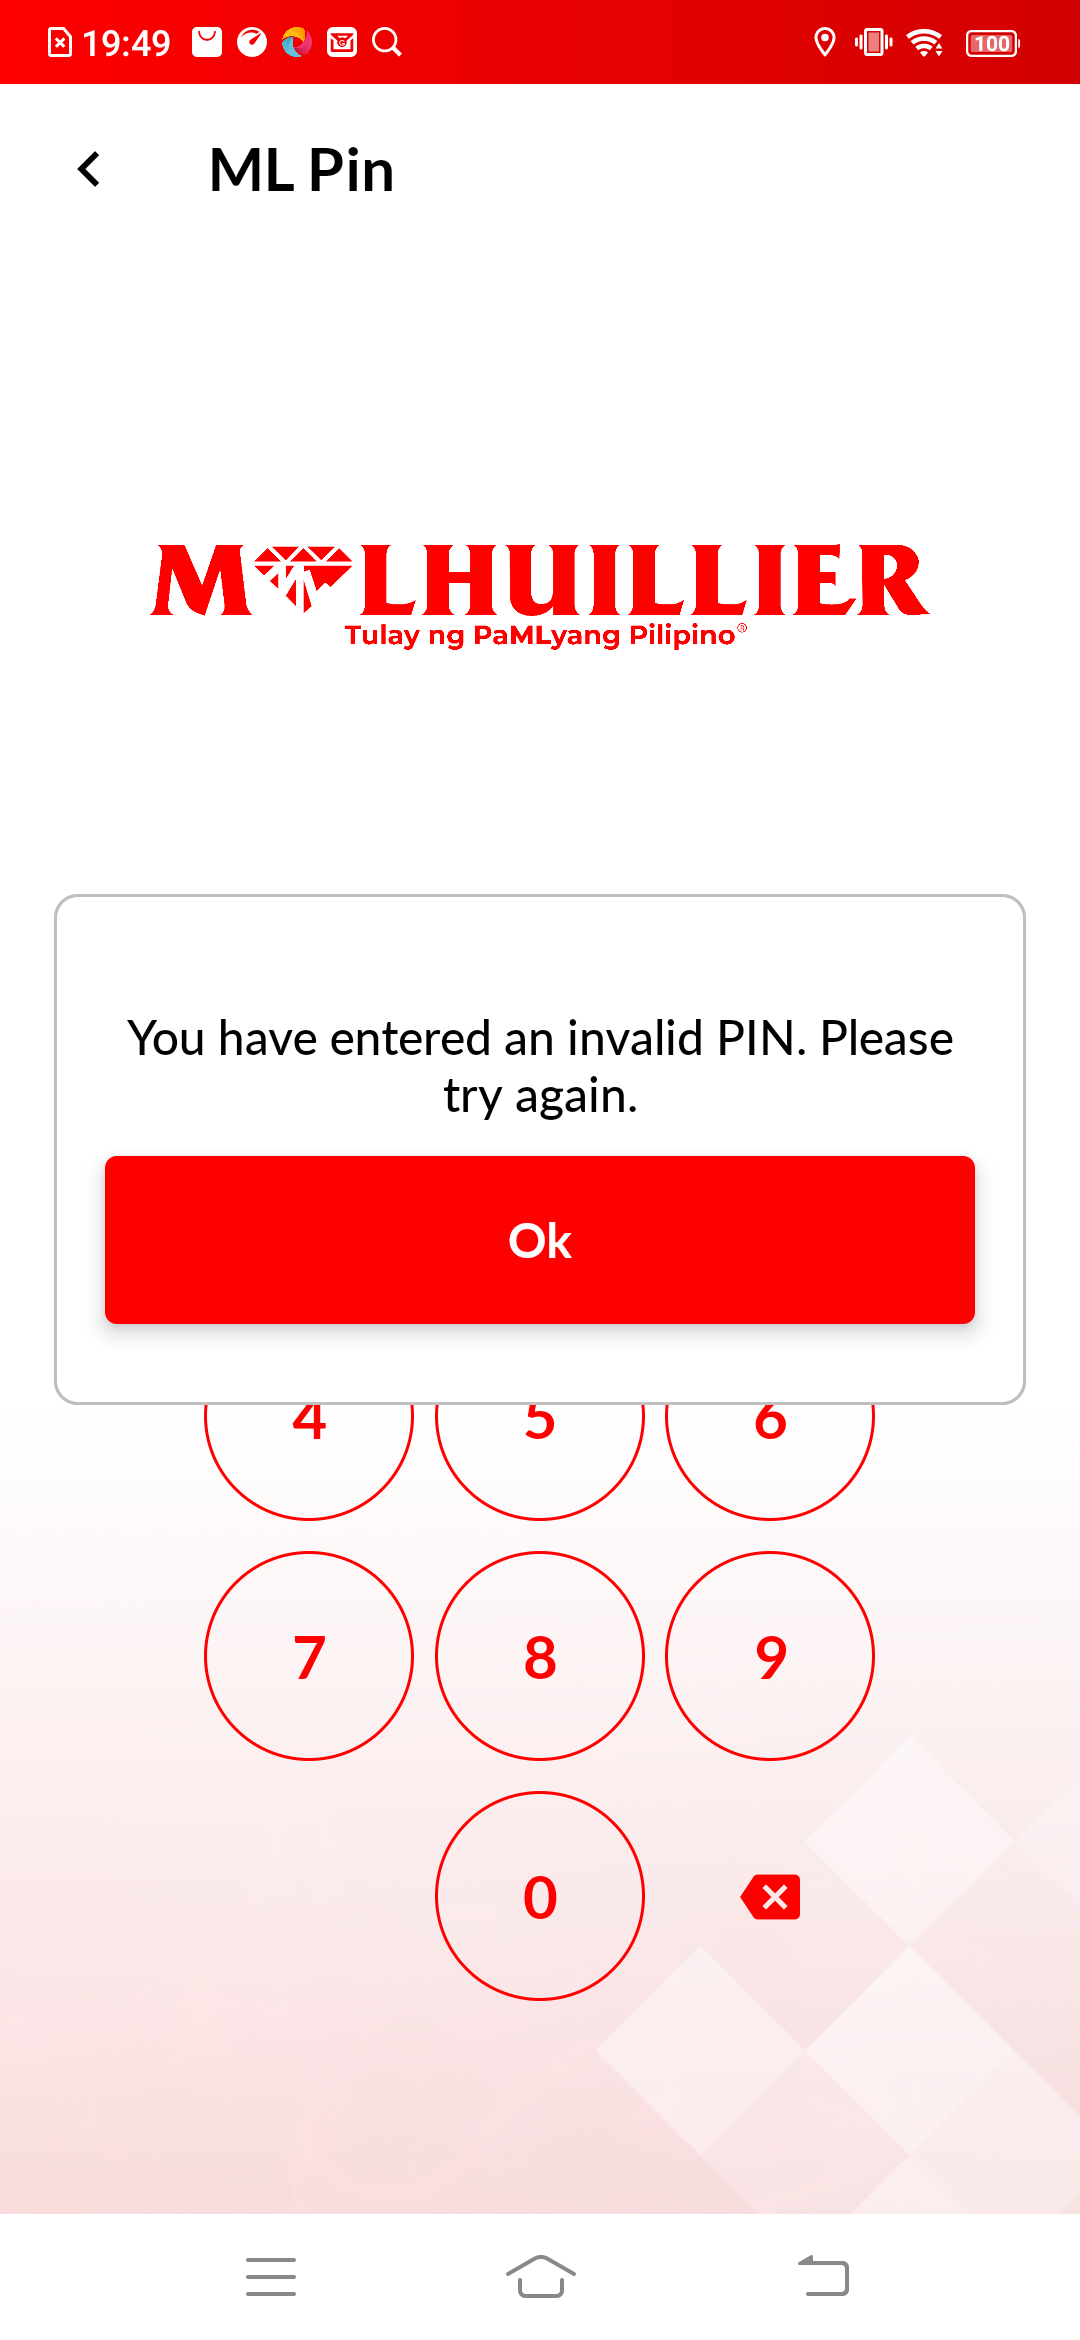 19:49
100
ML Pin
M LHUILLIER
Tulay ng PaMLyang Pilipino®
You have entered an invalid PIN. Please
try again.
Ok
4 5 6
7 8 9
0